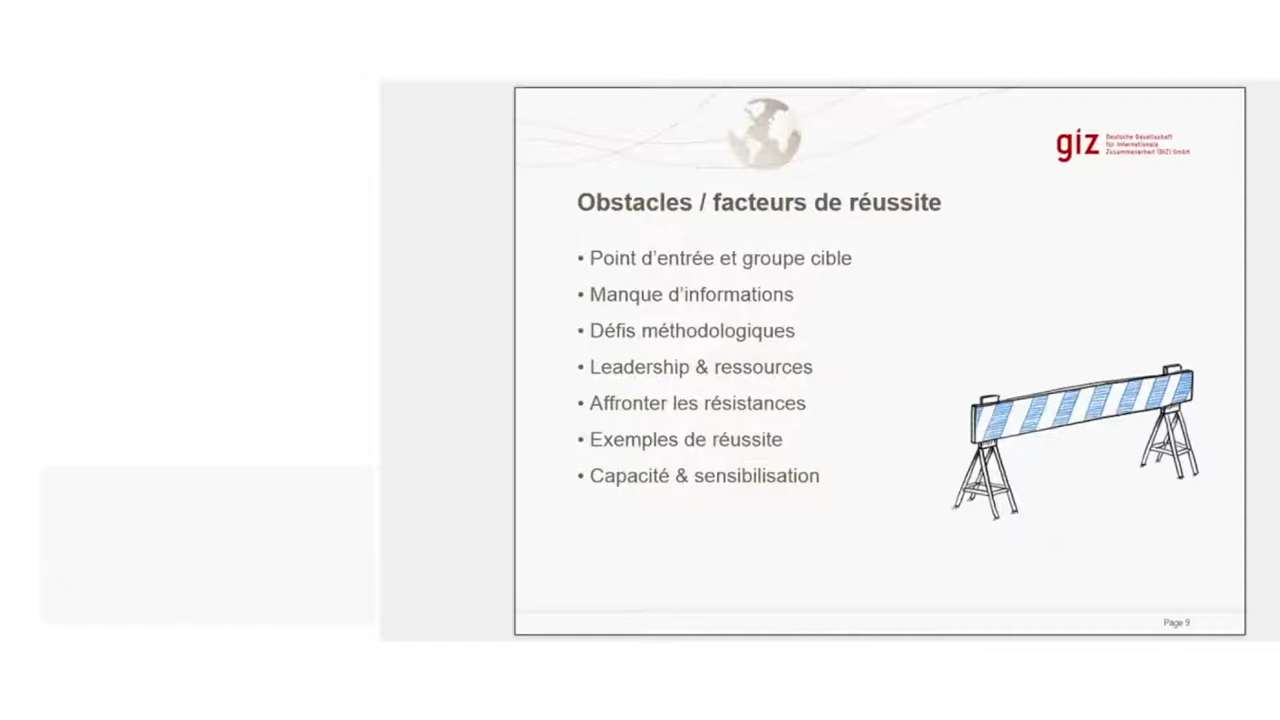 giz
Deutsche Gesellschaft
für Internationale
Zusammenarbeit (GIZ) GmbH
Obstacles / facteurs de réussite
• Point d’entrée et groupe cible
• Manque d’informations
• Défis méthodologiques
• Leadership & ressources
• Affronter les résistances
• Exemples de réussite
• Capacité & sensibilisation
Page 9